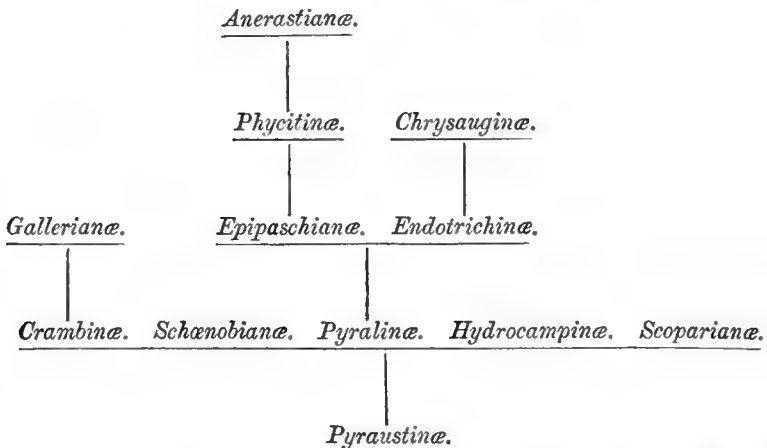 Anerastianæ.
Phycitinæ. Chrysauginæ.
Gallerianæ. Epipaschianæ. Endotrichinæ.
Crambinæ. Schœnobianæ. Pyralinæ. Hydrocampinæ. Scoparianæ.
Pyraustinæ.